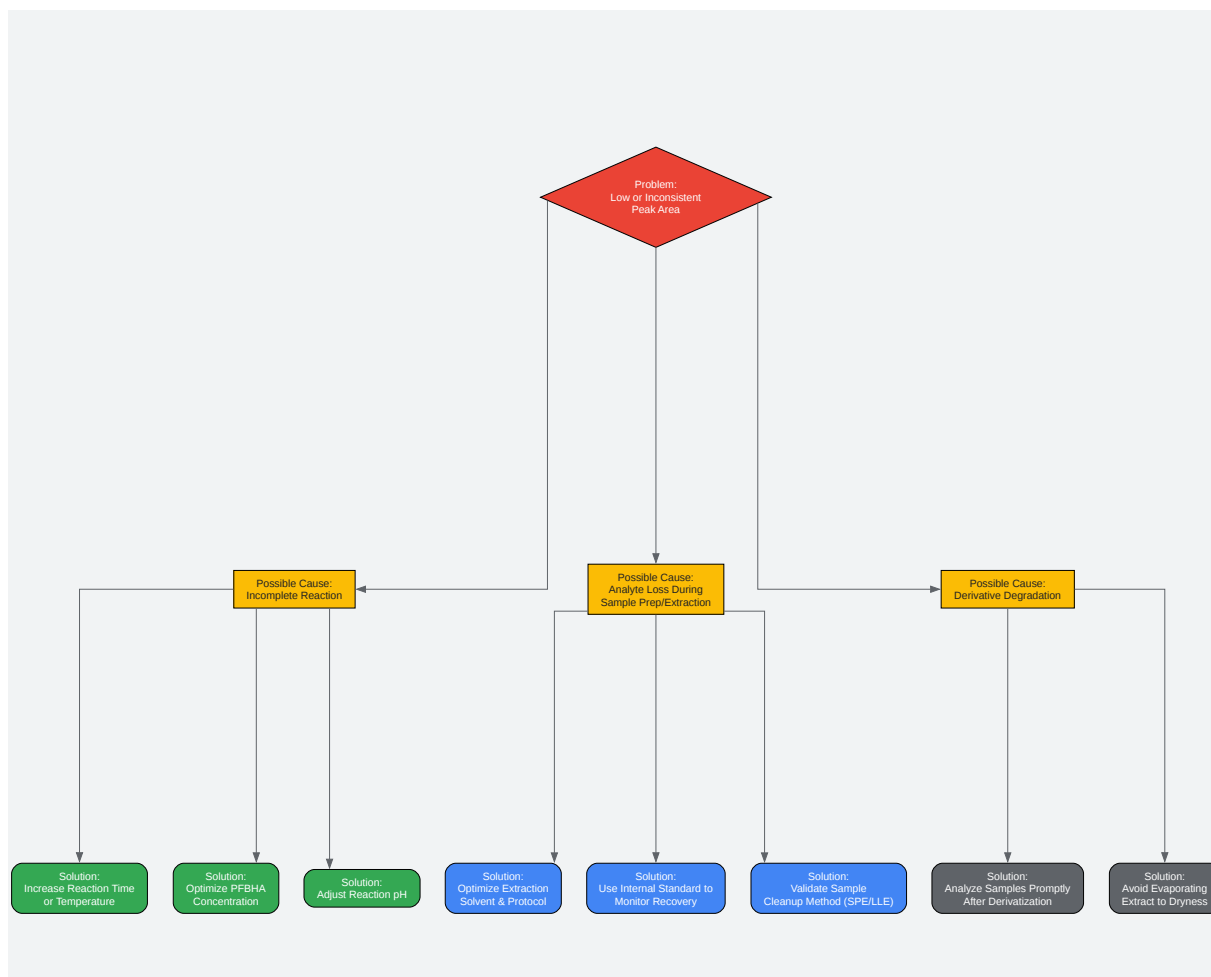 Problem:
Low or Inconsistent
Peak Area
Possible Cause:
Incomplete Reaction
Possible Cause:
Analyte Loss During
Sample Prep/Extraction
Possible Cause:
Derivative Degradation
Solution:
Increase Reaction Time
or Temperature
Solution:
Optimize PFBHA
Concentration
Solution:
Adjust Reaction pH
Solution:
Optimize Extraction
Solvent & Protocol
Solution:
Use Internal Standard to
Monitor Recovery
Solution:
Validate Sample
Cleanup Method (SPE/LLE)
Solution:
Analyze Samples Promptly
After Derivatization
Solution:
Avoid Evaporating
Extract to Dryness